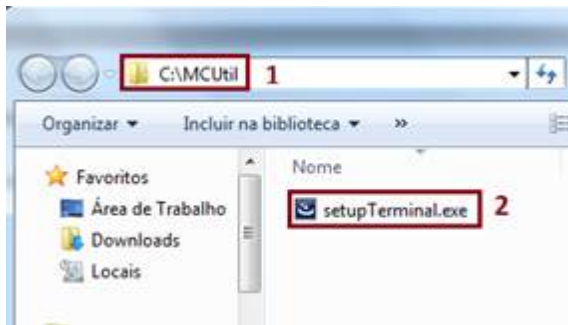 C:\MCUtil 1
Organizar Incluir na biblioteca »
Favoritos
Área de Trabalho
Downloads
Locais
Nome
setupTerminal.exe 2